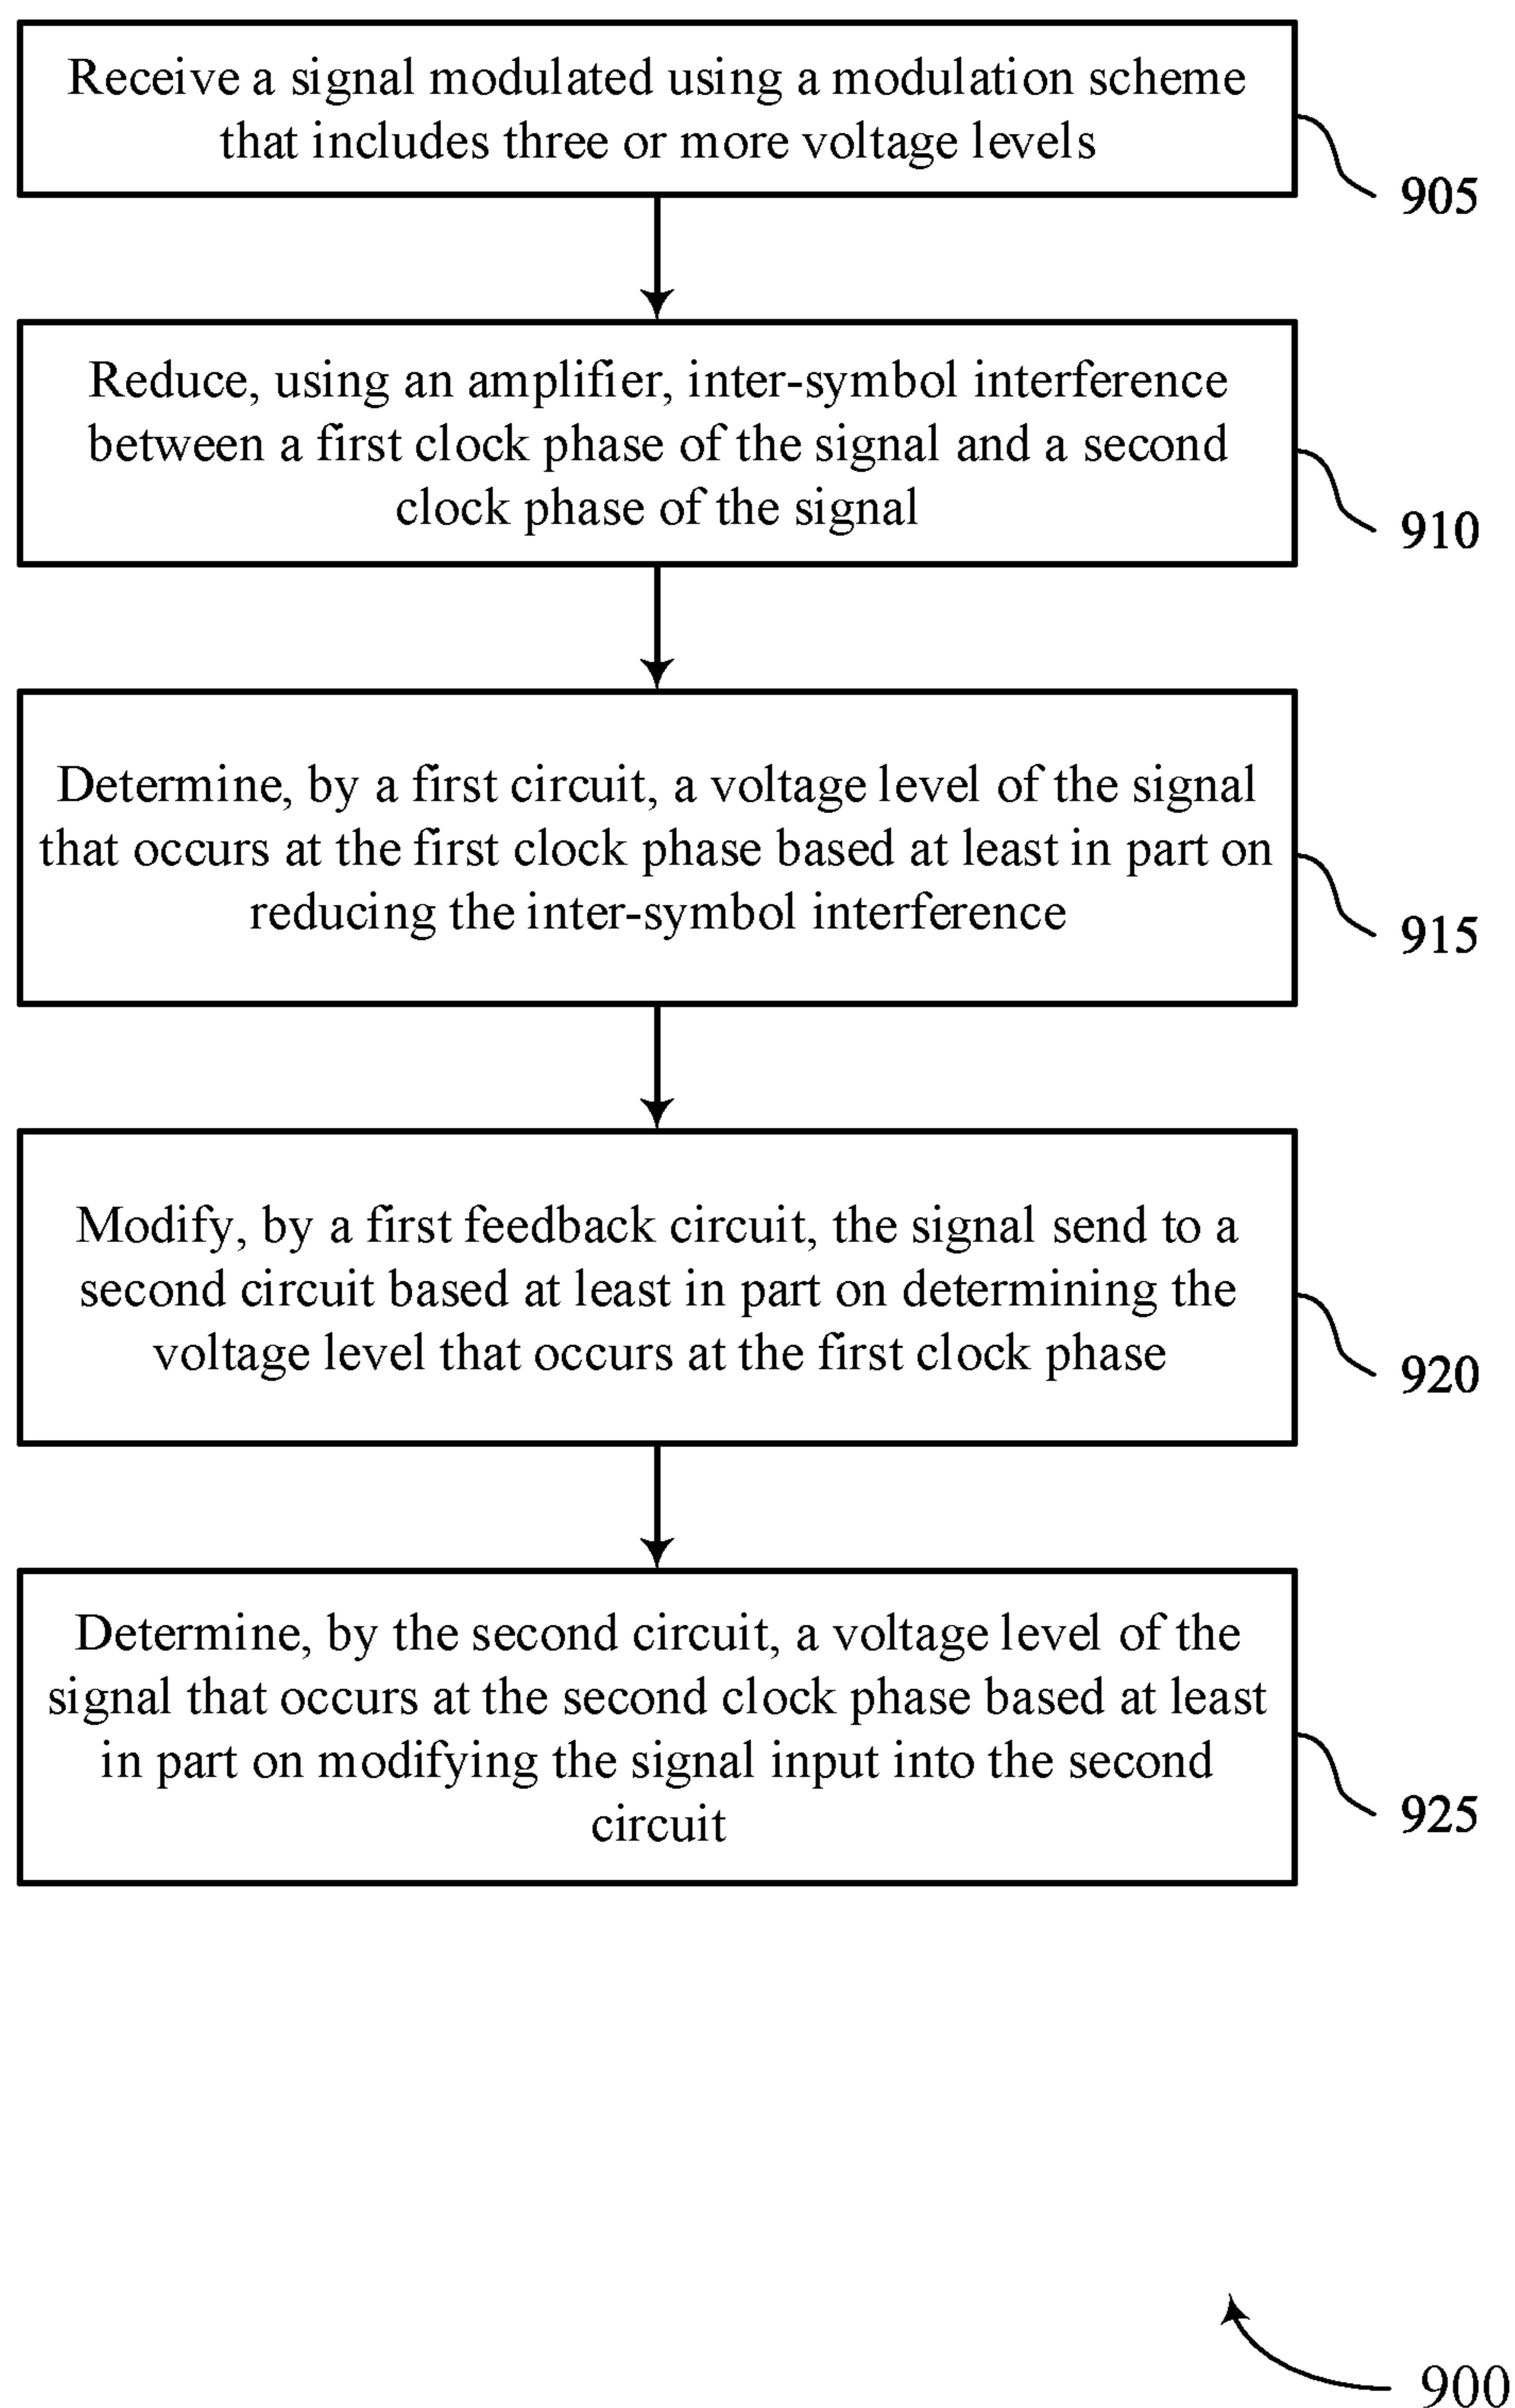 Receive a signal modulated using a modulation scheme
that includes three or more voltage levels
905
Reduce, using an amplifier, inter-symbol interference
between a first clock phase of the signal and a second
clock phase of the signal
910
Determine, by a first circuit, a voltage level of the signal
that occurs at the first clock phase based at least in part on
reducing the inter-symbol interference
915
Modify, by a first feedback circuit, the signal send to a
second circuit based at least in part on determining the
voltage level that occurs at the first clock phase
920
Determine, by the second circuit, a voltage level of the
signal that occurs at the second clock phase based at least
in part on modifying the signal input into the second
circuit
925
900